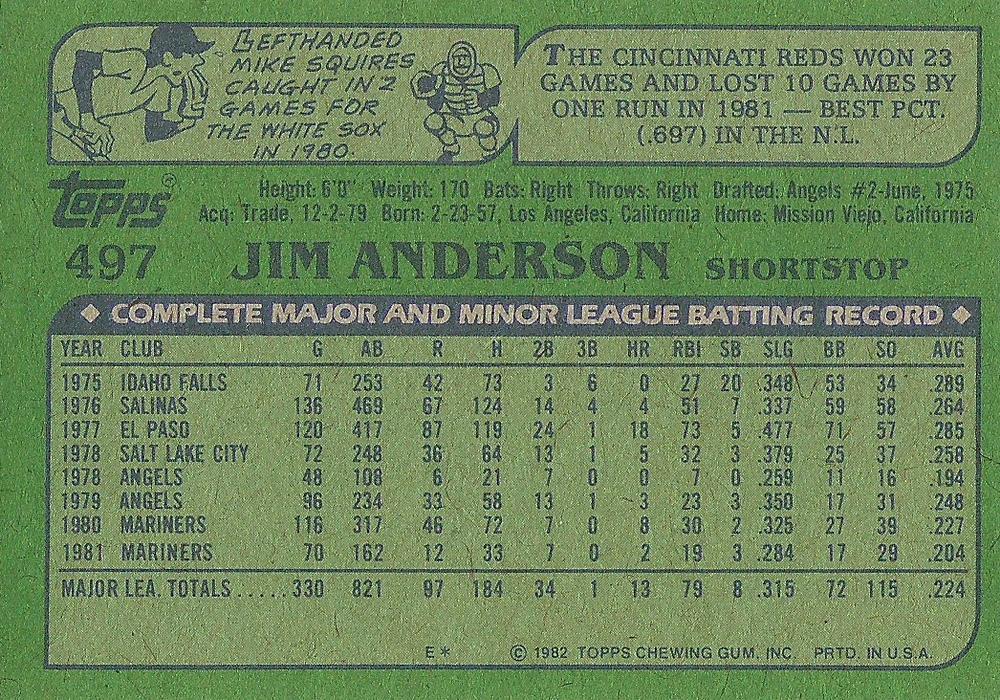 LEFTHANDED
MIKE SQUIRES
CAUGHT IN 2
GAMES FOR
THE WHITE SOX
IN 1980.
THE CINCINNATI REDS WON 23
GAMES AND LOST 10 GAMES BY
ONE RUN IN 1981 — BEST PCT.
(.697) IN THE N.L.
topps®
Height: 6'0" Weight: 170 Bats: Right Throws: Right Drafted: Angels #2-June, 1975
Acq: Trade, 12-2-79 Born: 2-23-57, Los Angeles, California Home: Mission Viejo, California
497 JIM ANDERSON SHORTSTOP
◆ COMPLETE MAJOR AND MINOR LEAGUE BATTING RECORD ◆
YEAR CLUB G AB R H 2B 3B HR RBI SB SLG BB SO AVG
1975 IDAHO FALLS 71 253 42 73 3 6 0 27 20 .348 53 34 .289
1976 SALINAS 136 469 67 124 14 4 4 51 7 .337 59 58 .264
1977 EL PASO 120 417 87 119 24 1 18 73 5 .477 71 57 .285
1978 SALT LAKE CITY 72 248 36 64 13 1 5 32 3 .379 25 37 .258
1978 ANGELS 48 108 6 21 7 0 0 7 0 .259 11 16 .194
1979 ANGELS 96 234 33 58 13 1 3 23 3 .350 17 31 .248
1980 MARINERS 116 317 46 72 7 0 8 30 2 .325 27 39 .227
1981 MARINERS 70 162 12 33 7 0 2 19 3 .284 17 29 .204
MAJOR LEA. TOTALS.....330 821 97 184 34 1 13 79 8 .315 72 115 .224
E* © 1982 TOPPS CHEWING GUM, INC. PRTD. IN U.S.A.